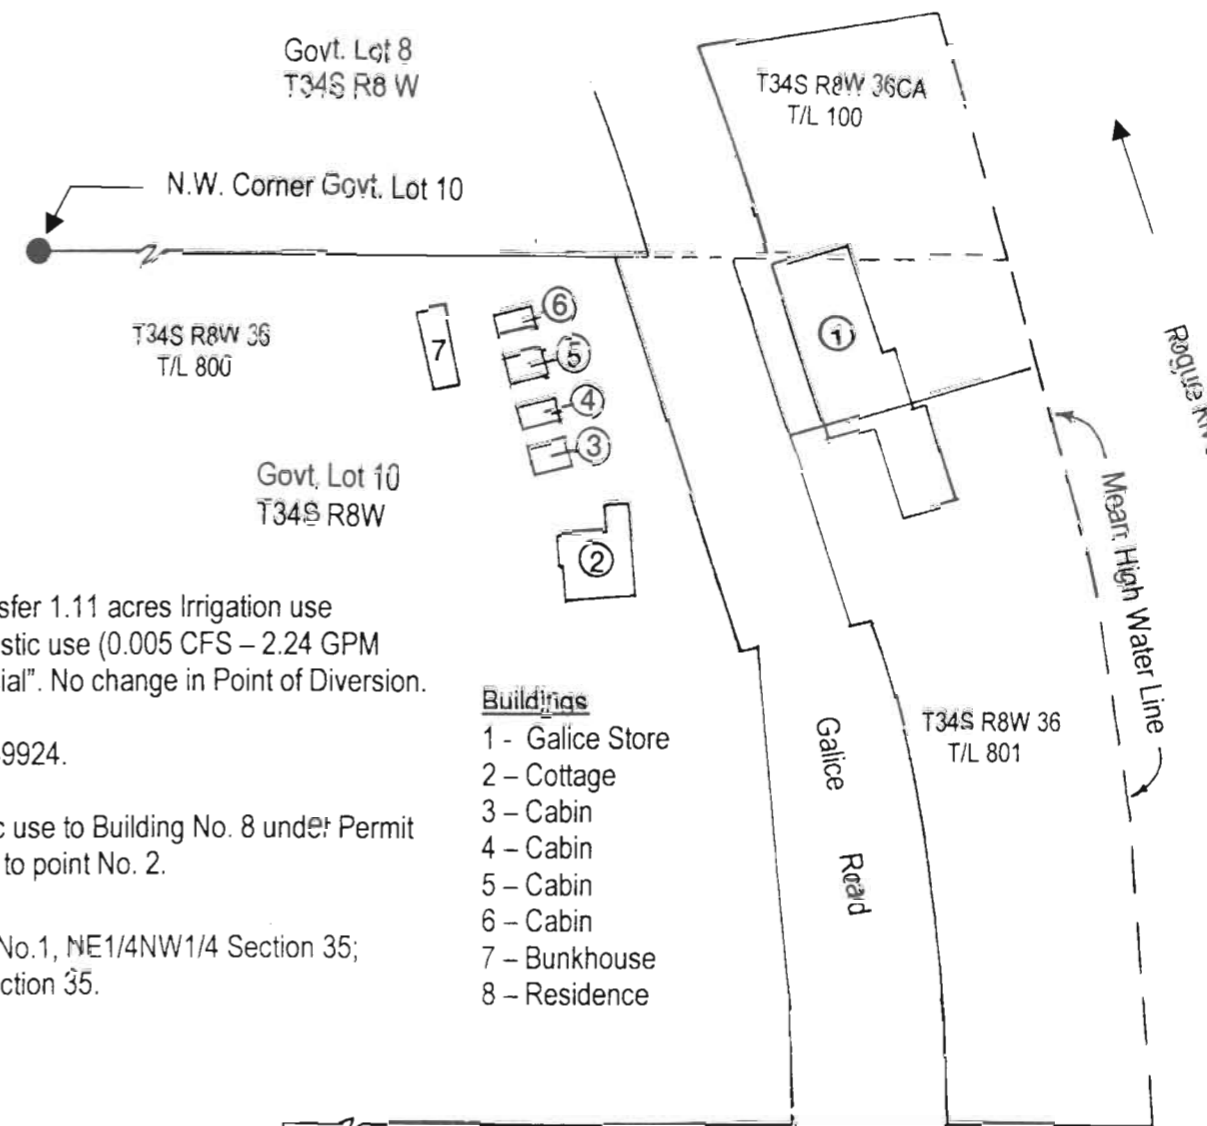 Govt. Lot 8
T34S R8 W
T34S R8W 36CA
T/L 100
N.W. Corner Govt. Lot 10
T34S R8W 36
T/L 800
7
6
5
4
3
1
2
Rogue
Govt. Lot 10
T34S R8W
Mean High Water Line
sfer 1.11 acres Irrigation use
stic use (0.005 CFS – 2.24 GPM
ial". No change in Point of Diversion.
9924.
c use to Building No. 8 under Permit
to point No. 2.
No.1, NE1/4NW1/4 Section 35;
ction 35.
Buildings
1 - Galice Store
2 – Cottage
3 – Cabin
4 – Cabin
5 – Cabin
6 – Cabin
7 – Bunkhouse
8 – Residence
Galice
Road
T34S R8W 36
T/L 801